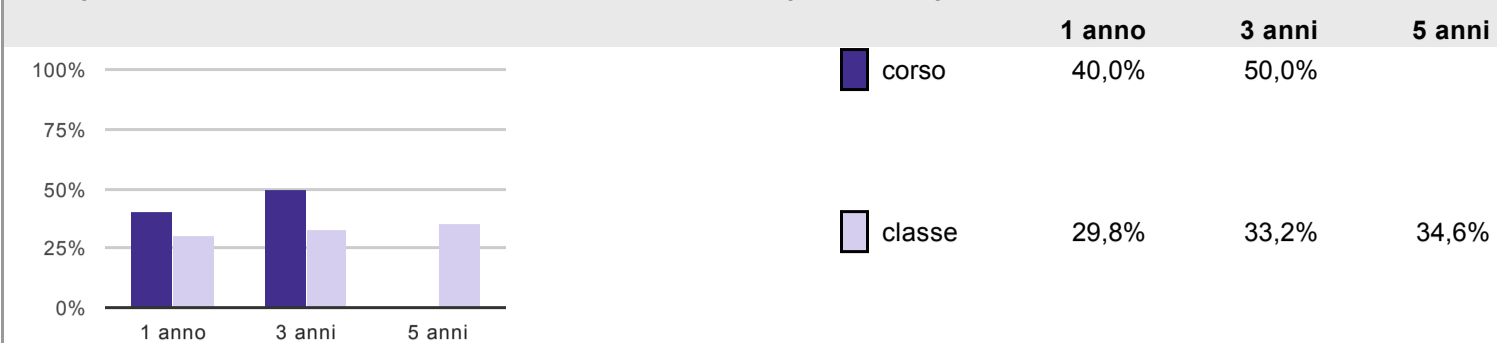 1 anno 3 anni 5 anni
100%
75%
50%
25%
0%
1 anno 3 anni 5 anni
corso 40,0% 50,0%
classe 29,8% 33,2% 34,6%